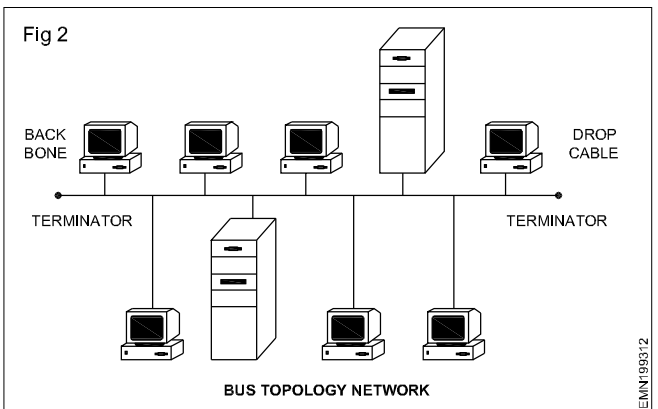 Fig 2
BACK
BONE
DROP
CABLE
TERMINATOR
TERMINATOR
BUS TOPOLOGY NETWORK
EMN199312